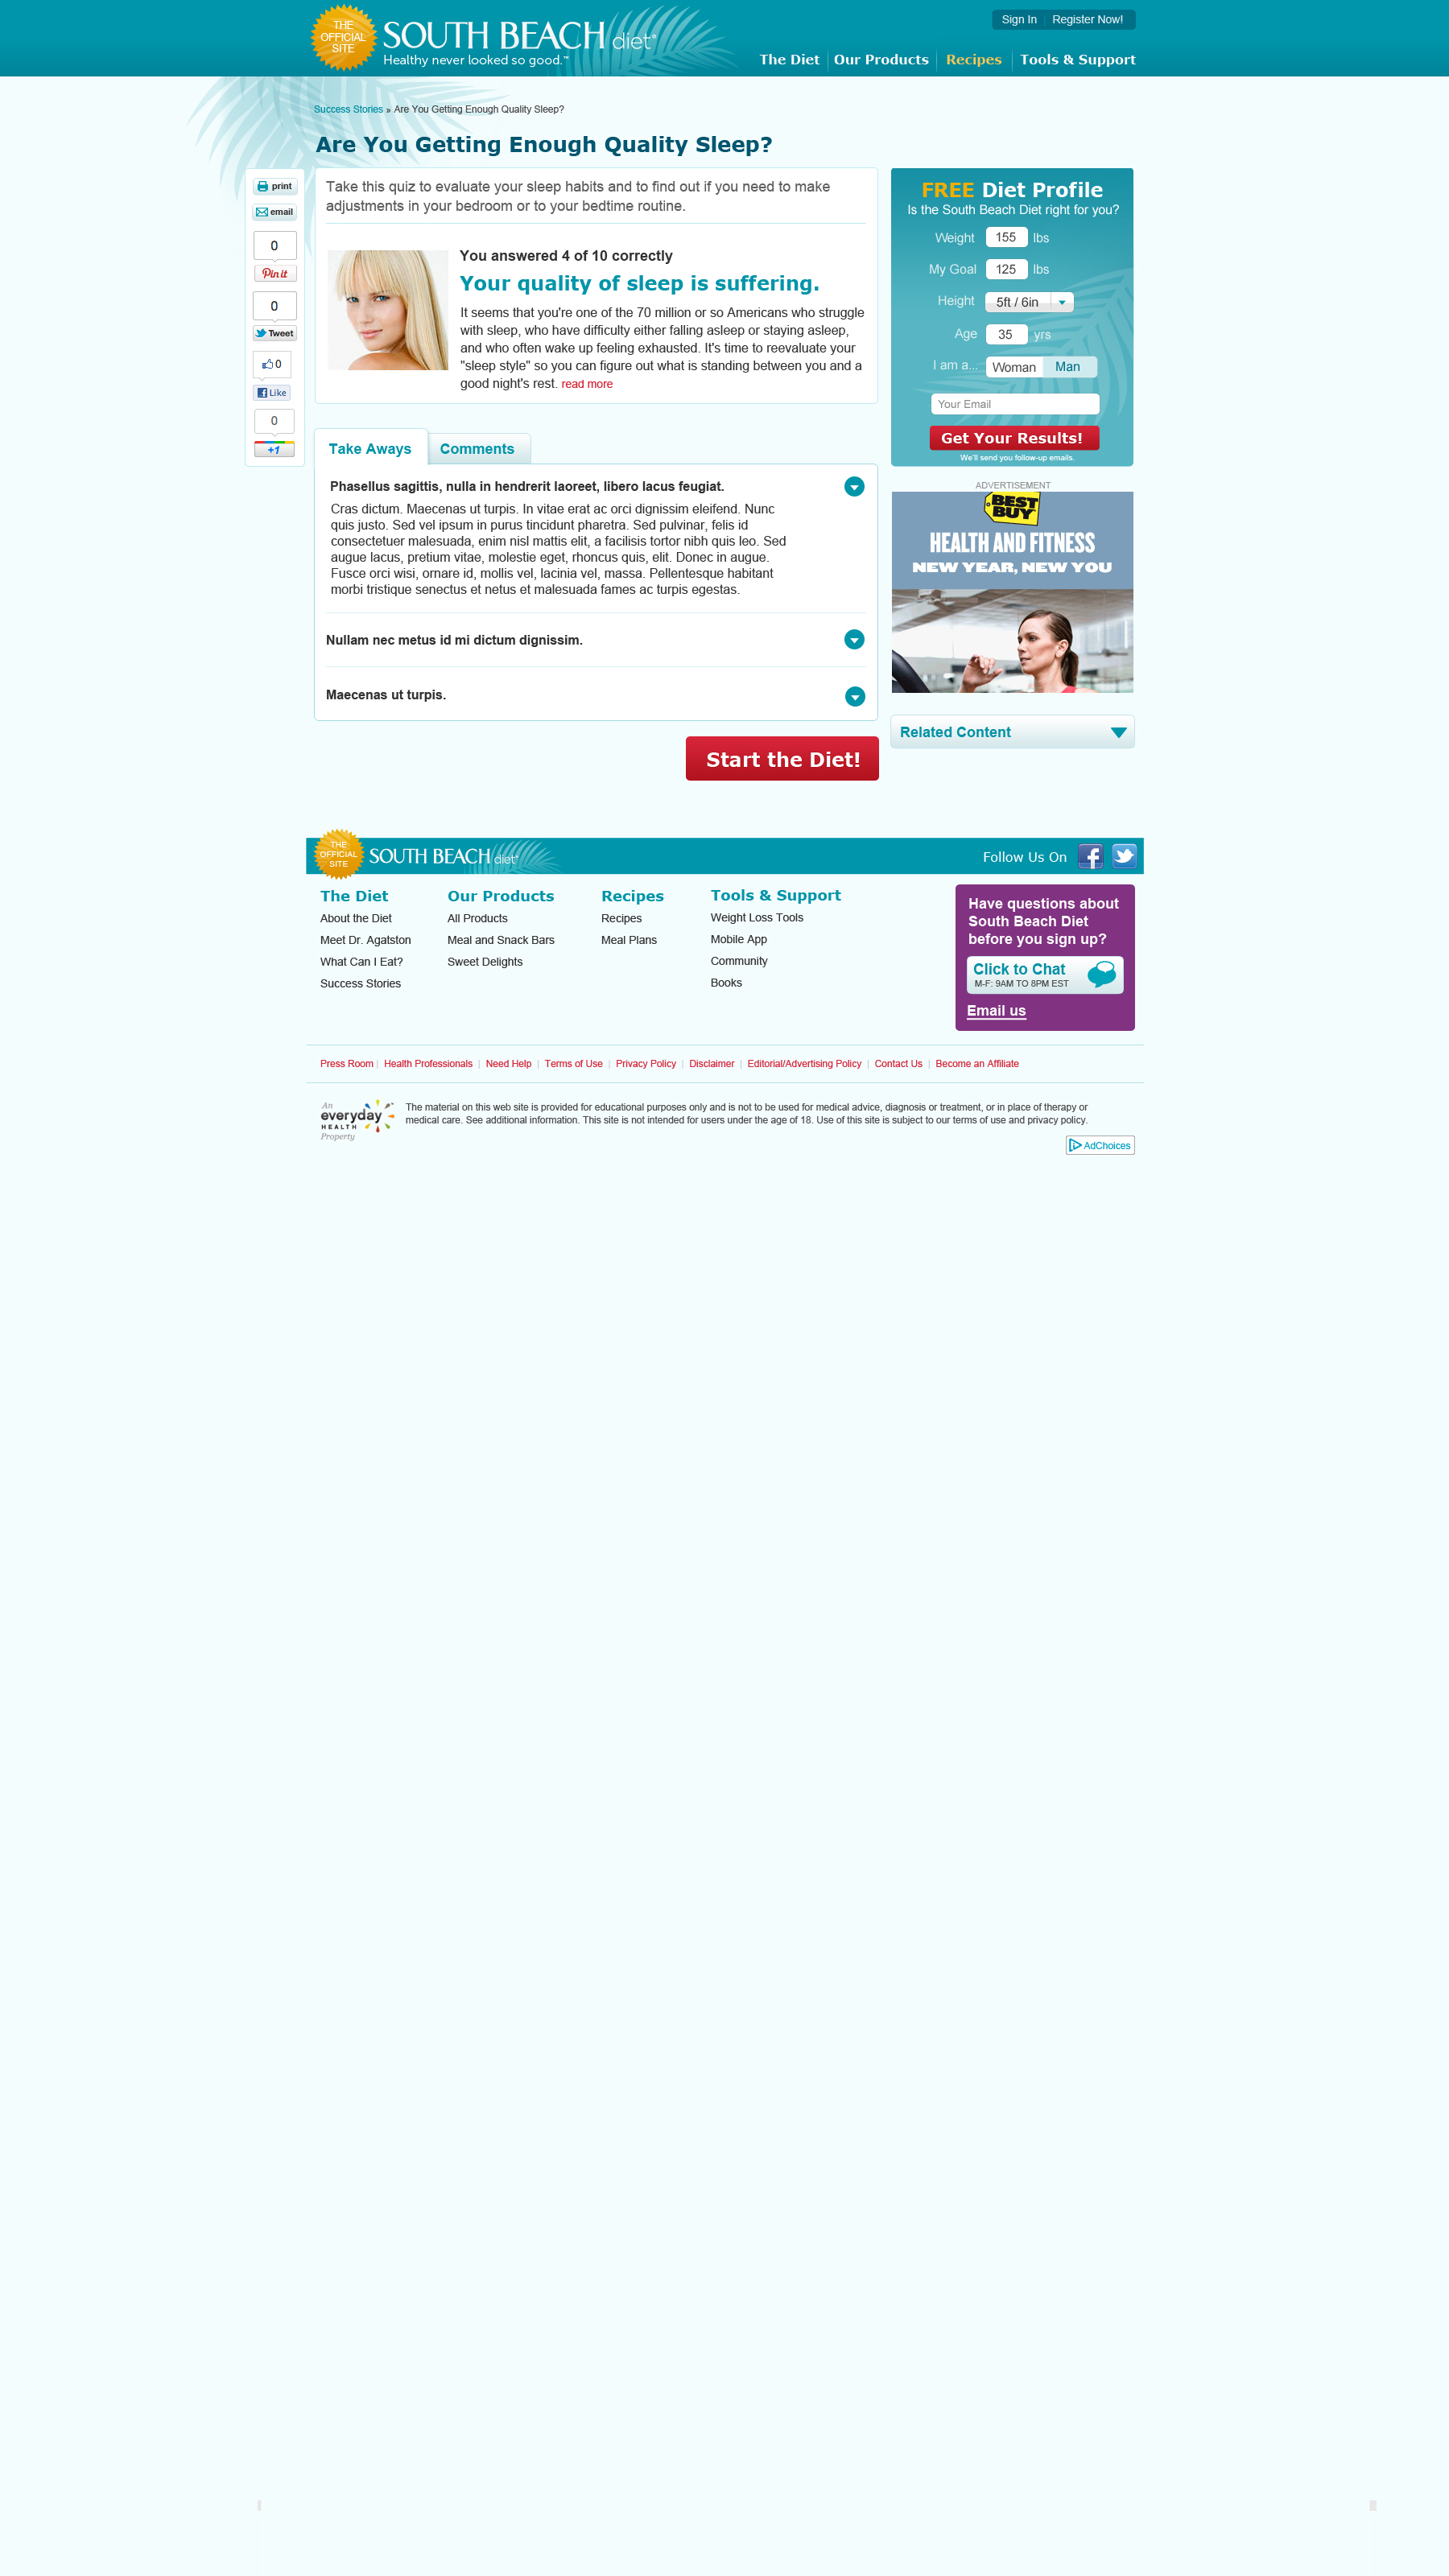 THE
OFFICIAL
SITE
SOUTH BEACH diet®
Healthy never looked so good.™
Sign In | Register Now!
The Diet
Our Products
Recipes
Tools & Support
Success Stories » Are You Getting Enough Quality Sleep?
Are You Getting Enough Quality Sleep?
print
email
0
Pin it
0
Tweet
0
Like
0
+1
Take this quiz to evaluate your sleep habits and to find out if you need to make
adjustments in your bedroom or to your bedtime routine.
You answered 4 of 10 correctly
Your quality of sleep is suffering.
It seems that you're one of the 70 million or so Americans who struggle
with sleep, who have difficulty either falling asleep or staying asleep,
and who often wake up feeling exhausted. It's time to reevaluate your
"sleep style" so you can figure out what is standing between you and a
good night's rest. read more
Take Aways
Comments
Phasellus sagittis, nulla in hendrerit laoreet, libero lacus feugiat.
Cras dictum. Maecenas ut turpis. In vitae erat ac orci dignissim eleifend. Nunc
quis justo. Sed vel ipsum in purus tincidunt pharetra. Sed pulvinar, felis id
consectetuer malesuada, enim nisl mattis elit, a facilisis tortor nibh quis leo. Sed
augue lacus, pretium vitae, molestie eget, rhoncus quis, elit. Donec in augue.
Fusce orci wisi, ornare id, mollis vel, lacinia vel, massa. Pellentesque habitant
morbi tristique senectus et netus et malesuada fames ac turpis egestas.
Nullam nec metus id mi dictum dignissim.
Maecenas ut turpis.
Start the Diet!
FREE Diet Profile
Is the South Beach Diet right for you?
Weight 155 lbs
My Goal 125 lbs
Height 5ft / 6in
Age 35 yrs
I am a... Woman Man
Your Email
Get Your Results!
We'll send you follow-up emails.
ADVERTISEMENT
BEST
BUY
HEALTH AND FITNESS
NEW YEAR, NEW YOU
Related Content
THE
OFFICIAL
SITE
SOUTH BEACH diet®
Follow Us On
The Diet
About the Diet
Meet Dr. Agatston
What Can I Eat?
Success Stories
Our Products
All Products
Meal and Snack Bars
Sweet Delights
Recipes
Recipes
Meal Plans
Tools & Support
Weight Loss Tools
Mobile App
Community
Books
Have questions about
South Beach Diet
before you sign up?
Click to Chat
M-F: 9AM TO 8PM EST
Email us
Press Room | Health Professionals | Need Help | Terms of Use | Privacy Policy | Disclaimer | Editorial/Advertising Policy | Contact Us | Become an Affiliate
An
everyday
HEALTH
Property
The material on this web site is provided for educational purposes only and is not to be used for medical advice, diagnosis or treatment, or in place of therapy or
medical care. See additional information. This site is not intended for users under the age of 18. Use of this site is subject to our terms of use and privacy policy.
AdChoices